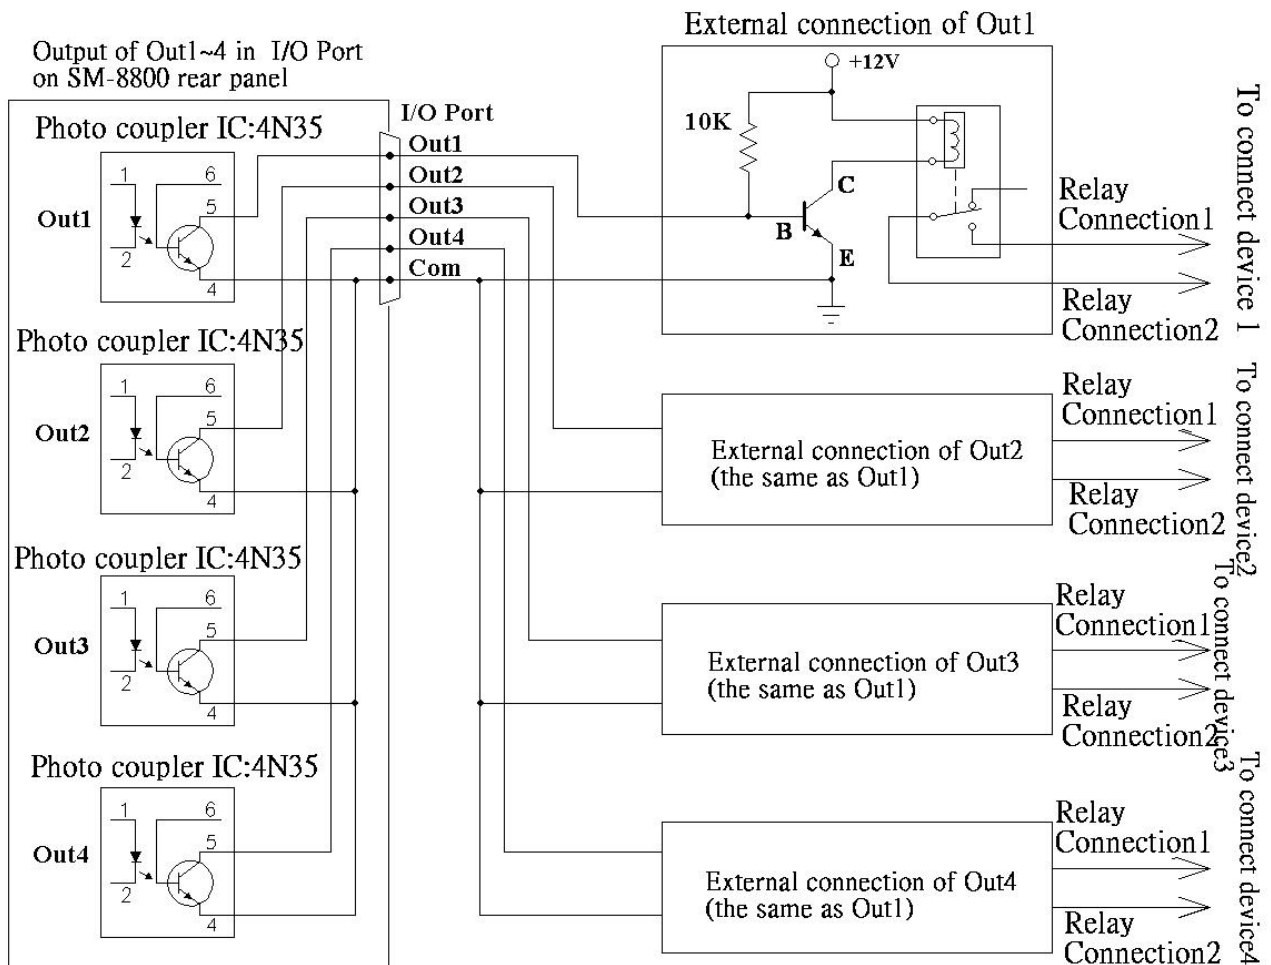 External connection of Out1
Output of Out1~4 in I/O Port
on SM-8800 rear panel
Photo coupler IC:4N35
1
6
5
2
4
Out1
I/O Port
Out1
Out2
Out3
Out4
Com
+12V
10K
C
B
E
Relay
Connection1
Relay
Connection2
To connect device 1
Photo coupler IC:4N35
1
6
5
2
4
Out2
External connection of Out2
(the same as Out1)
Relay
Connection1
Relay
Connection2
To connect device2
Photo coupler IC:4N35
1
6
5
2
4
Out3
External connection of Out3
(the same as Out1)
Relay
Connection1
Relay
Connection2
To connect device3
Photo coupler IC:4N35
1
6
5
2
4
Out4
External connection of Out4
(the same as Out1)
Relay
Connection1
Relay
Connection2
To connect device4